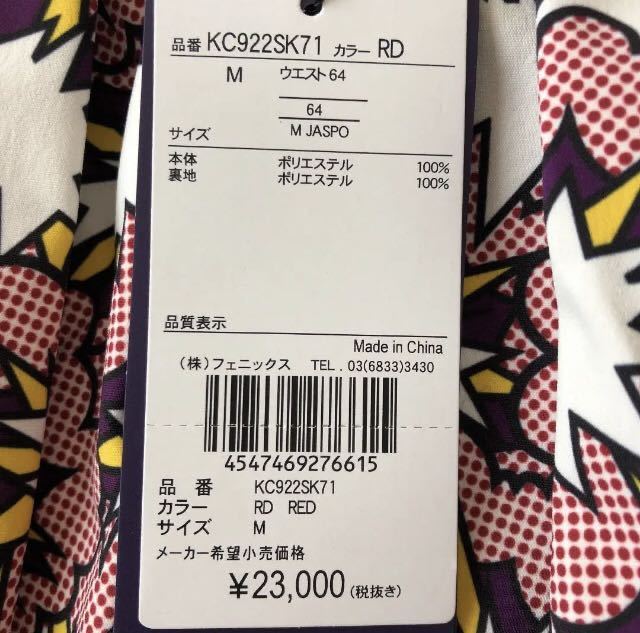 品番 KC922SK71 カラー RD
M ウエスト 64
64
サイズ M JASPO
本体 ポリエステル 100%
裏地 ポリエステル 100%
品質表示
Made in China
(株)フェニックス TEL . 03(6833)3430
4547469276615
品 番 KC922SK71
カラー RD RED
サイズ M
メーカー希望小売価格
¥23,000 (税抜き)